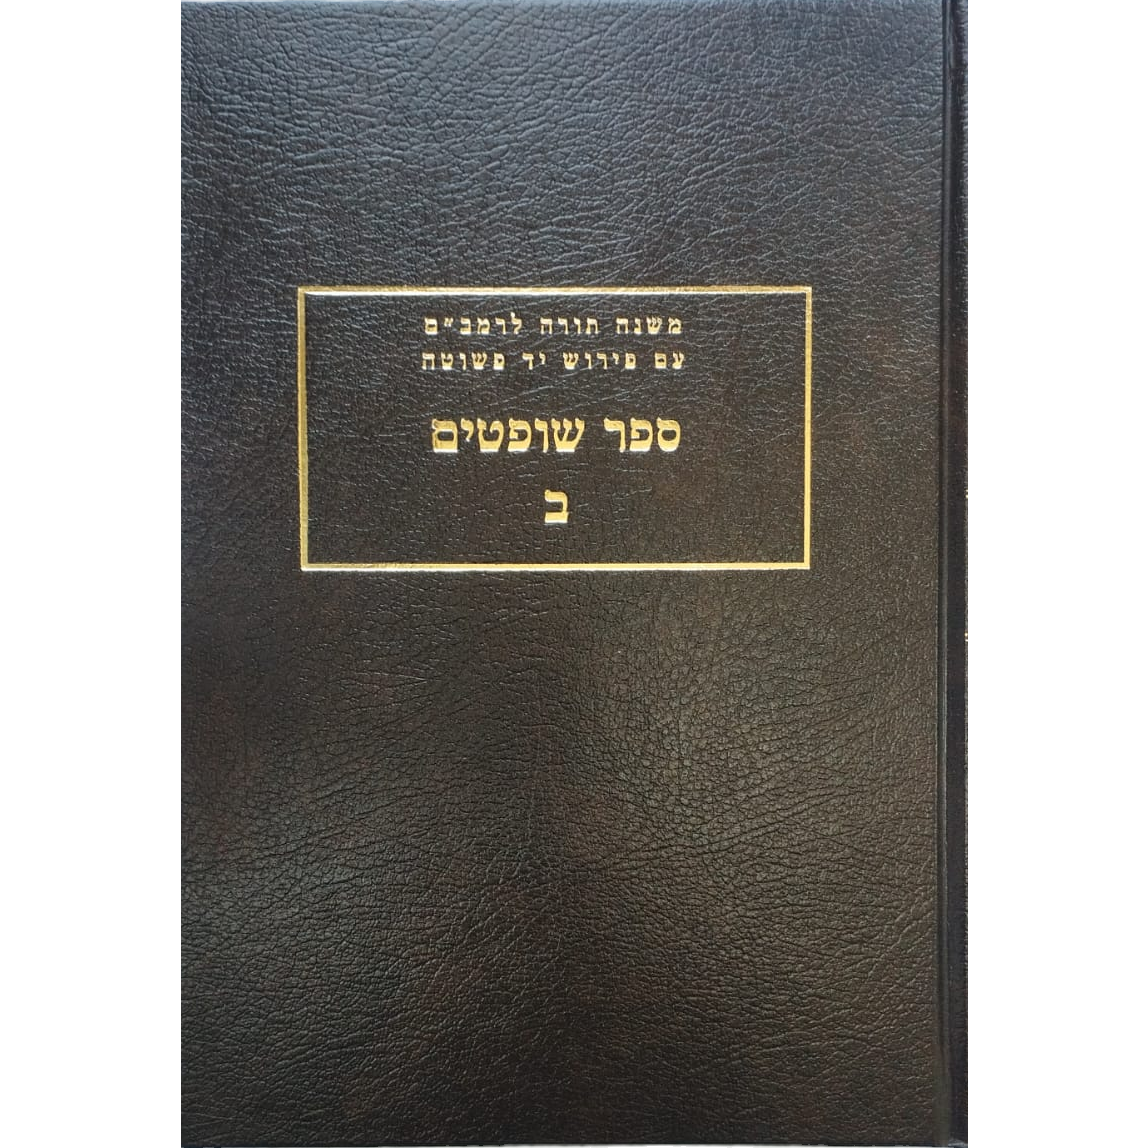 משנה תורה לרמב״ם
עם פירוש יד פשוטה
ספר שופטים
ב